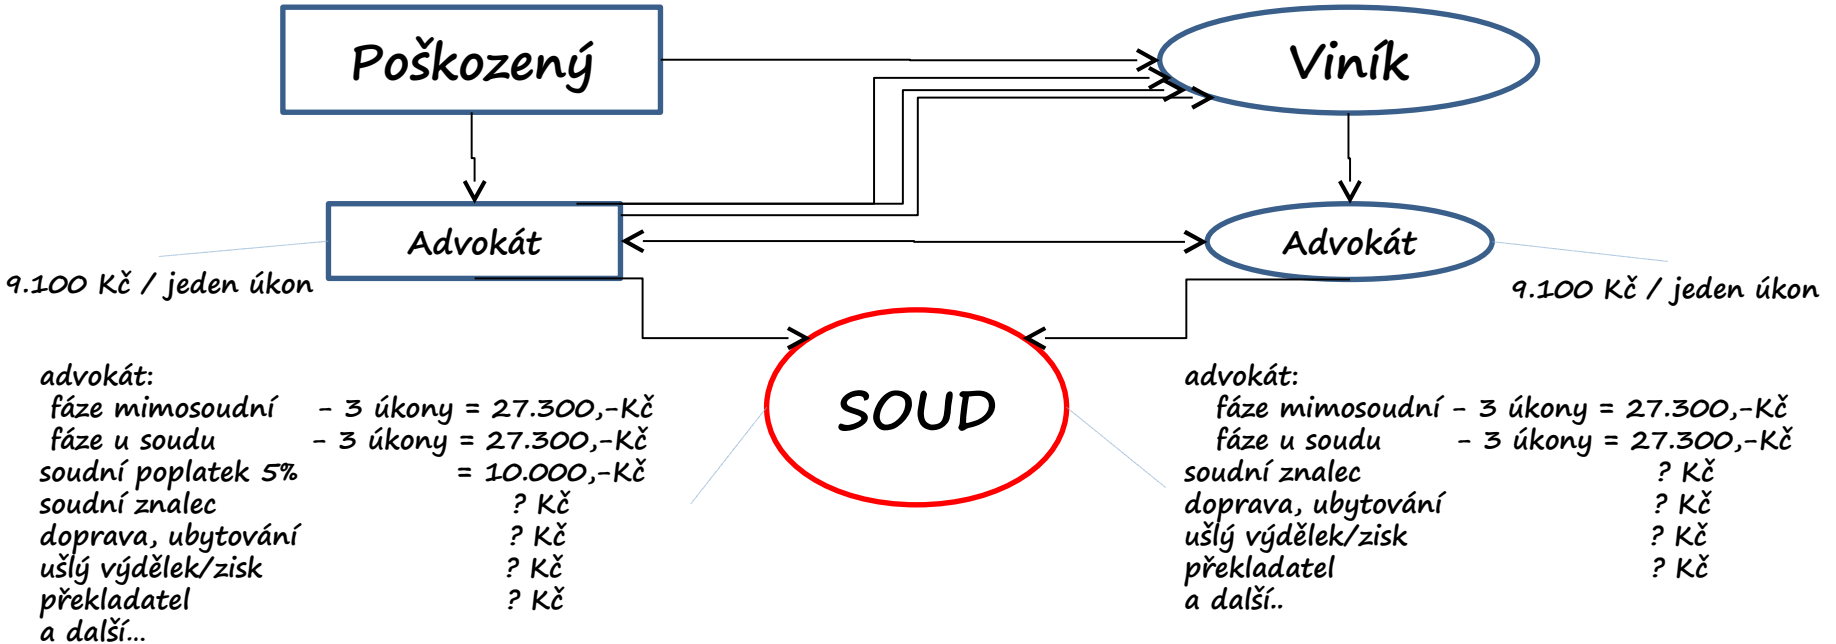 Poškozený
Viník
Advokát
Advokát
9.100 Kč / jeden úkon
9.100 Kč / jeden úkon
SOUD
advokát:
fáze mimosoudní - 3 úkony = 27.300,-Kč
fáze u soudu - 3 úkony = 27.300,-Kč
soudní poplatek 5% = 10.000,-Kč
soudní znalec ? Kč
doprava, ubytování ? Kč
ušlý výdělek/zisk ? Kč
překladatel ? Kč
a další...
advokát:
fáze mimosoudní - 3 úkony = 27.300,-Kč
fáze u soudu - 3 úkony = 27.300,-Kč
soudní znalec ? Kč
doprava, ubytování ? Kč
ušlý výdělek/zisk ? Kč
překladatel ? Kč
a další..